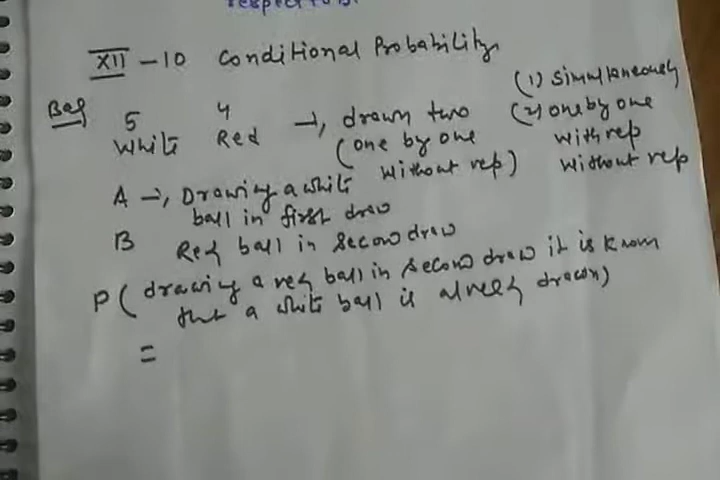 respect to B.
XII - 10 Conditional Probability
Bag 5 White 4 Red → drawn two (one by one without rep)
(1) Simultaneously
(2) one by one
with rep
without rep
A → Drawing a white
ball in first draw
B Red ball in second draw
P ( drawing a red ball in second draw it is known
that a white ball is already drawn)
=